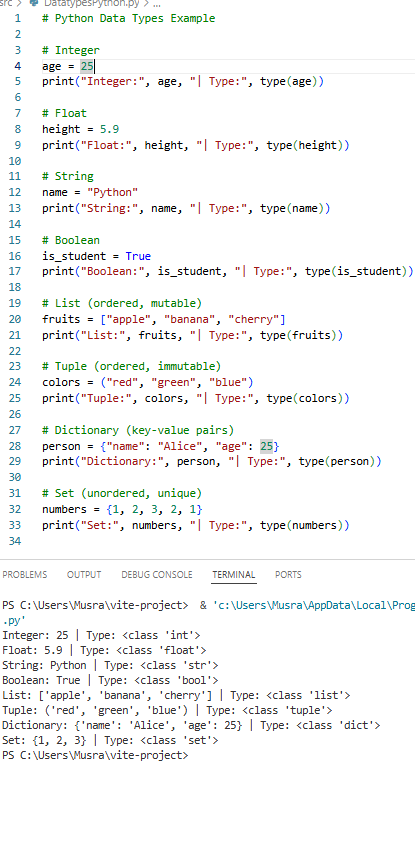 src > DatatypesPython.py > ...
1 # Python Data Types Example
2
3 # Integer
4 age = 25
5 print("Integer:", age, "| Type:", type(age))
6
7 # Float
8 height = 5.9
9 print("Float:", height, "| Type:", type(height))
10
11 # String
12 name = "Python"
13 print("String:", name, "| Type:", type(name))
14
15 # Boolean
16 is_student = True
17 print("Boolean:", is_student, "| Type:", type(is_student))
18
19 # List (ordered, mutable)
20 fruits = ["apple", "banana", "cherry"]
21 print("List:", fruits, "| Type:", type(fruits))
22
23 # Tuple (ordered, immutable)
24 colors = ("red", "green", "blue")
25 print("Tuple:", colors, "| Type:", type(colors))
26
27 # Dictionary (key-value pairs)
28 person = {"name": "Alice", "age": 25}
29 print("Dictionary:", person, "| Type:", type(person))
30
31 # Set (unordered, unique)
32 numbers = {1, 2, 3, 2, 1}
33 print("Set:", numbers, "| Type:", type(numbers))
34
PROBLEMS OUTPUT DEBUG CONSOLE TERMINAL PORTS
PS C:\Users\Musra\vite-project> & 'c:\Users\Musra\AppData\Local\Prog
.py'
Integer: 25 | Type: <class 'int'>
Float: 5.9 | Type: <class 'float'>
String: Python | Type: <class 'str'>
Boolean: True | Type: <class 'bool'>
List: ['apple', 'banana', 'cherry'] | Type: <class 'list'>
Tuple: ('red', 'green', 'blue') | Type: <class 'tuple'>
Dictionary: {'name': 'Alice', 'age': 25} | Type: <class 'dict'>
Set: {1, 2, 3} | Type: <class 'set'>
PS C:\Users\Musra\vite-project>